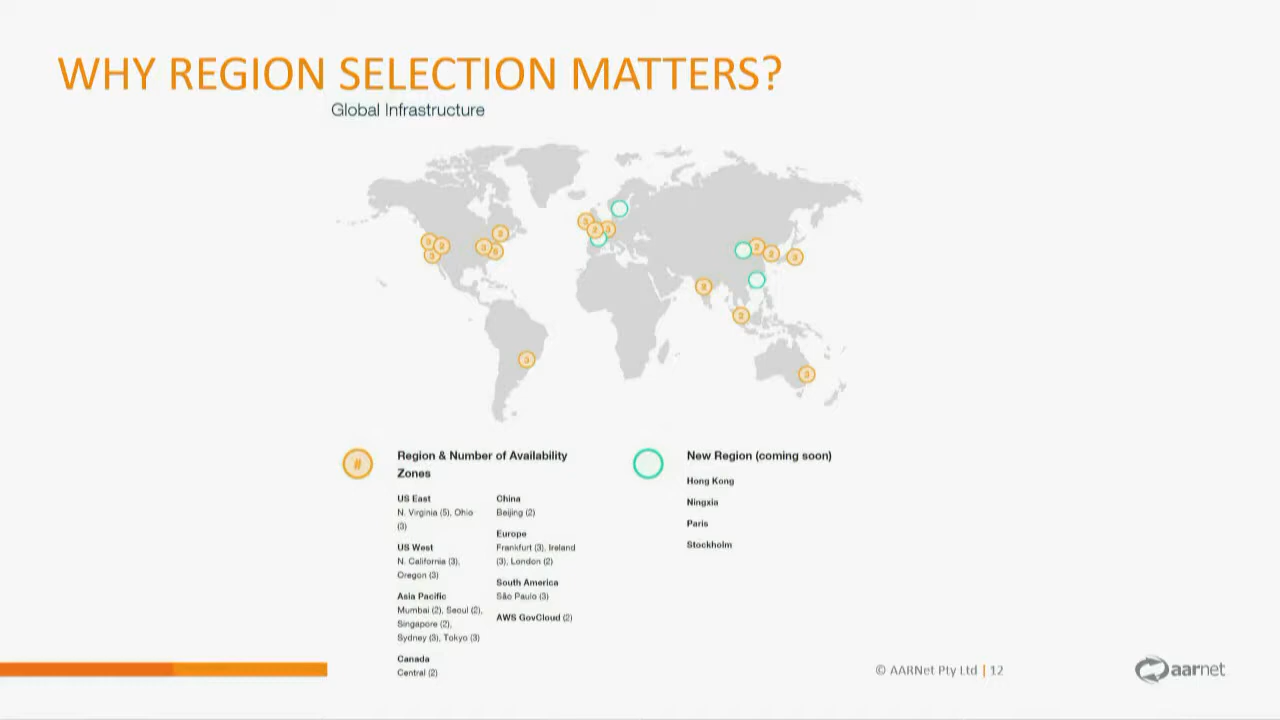 WHY REGION SELECTION MATTERS?
Global Infrastructure
#
Region & Number of Availability
Zones
US East
N. Virginia (5), Ohio
(3)
US West
N. California (3),
Oregon (3)
Asia Pacific
Mumbai (2), Seoul (2),
Singapore (2),
Sydney (3), Tokyo (3)
Canada
Central (2)
China
Beijing (2)
Europe
Frankfurt (3), Ireland
(3), London (2)
South America
São Paulo (3)
AWS GovCloud (2)
New Region (coming soon)
Hong Kong
Ningxia
Paris
Stockholm
© AARNet Pty Ltd | 12
aarnet